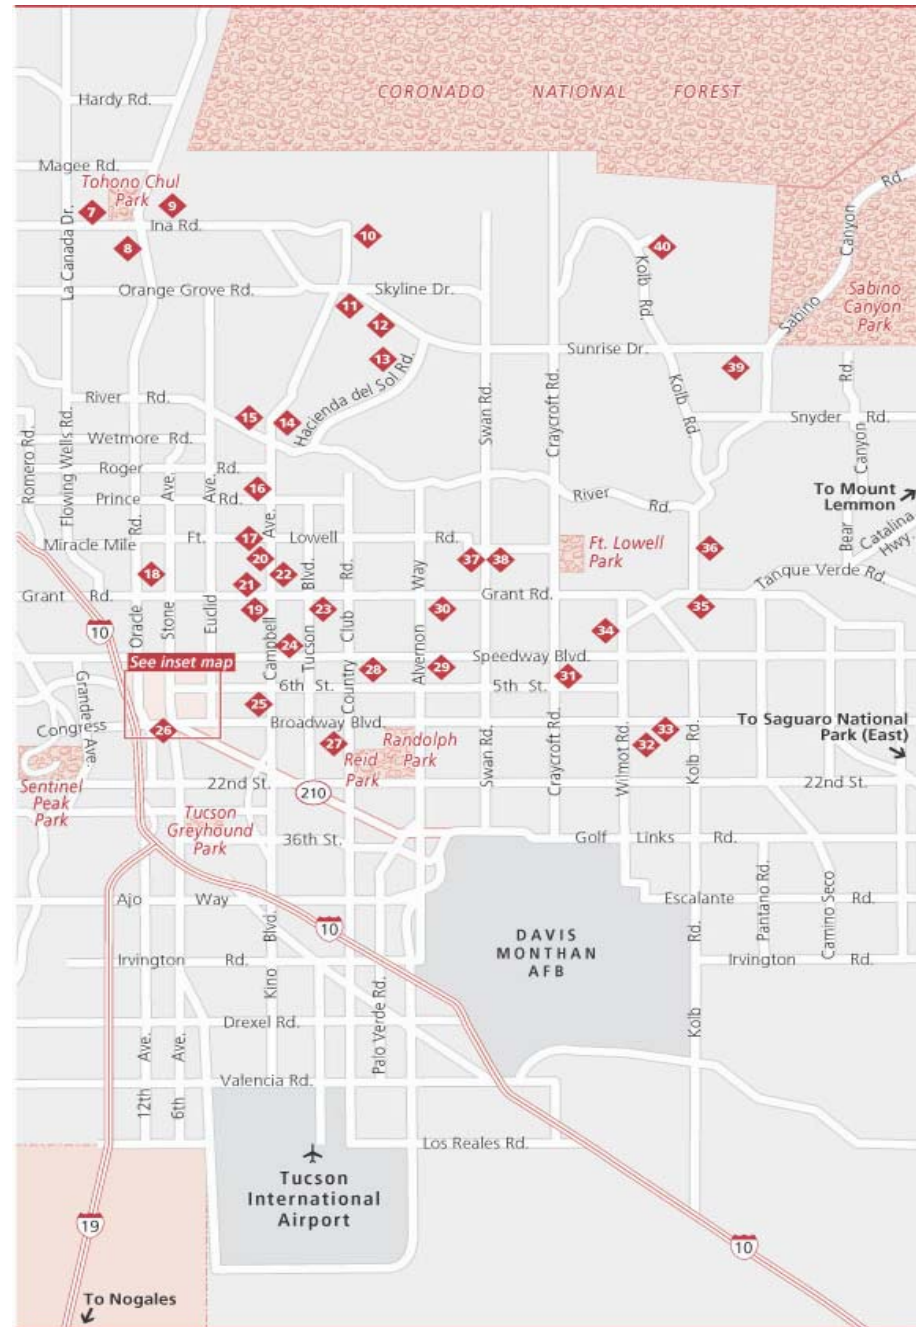 CORONADO NATIONAL FOREST
Hardy Rd.
Magee Rd.
Tohono Chul
Park
7
9
Ina Rd.
8
10
La Canada Dr.
40
Kolb Rd.
Sabino Canyon Rd.
Sabino
Canyon
Park
Orange Grove Rd.
Skyline Dr.
11
12
13
Sunrise Dr.
39
Hacienda del Sol Rd.
River Rd.
15
14
Swan Rd.
Craycroft Rd.
Kolb Rd.
Snyder Rd.
Wetmore Rd.
Romero Rd.
Flowing Wells Rd.
Roger Rd.
16
Prince Rd.
River Rd.
Bear Canyon Rd.
To Mount
Lemmon
Catalina
Hwy.
Miracle Mile
Ft. Lowell Rd.
17
20
37
38
Ft. Lowell
Park
36
18
21
22
Tanque Verde Rd.
Grant Rd.
19
23
30
Grant Rd.
35
10
Oracle Rd.
Stone Ave.
Euclid Ave.
Campbell Ave.
Tucson Blvd.
Country Club Rd.
Alvernon Way
34
24
See inset map
Speedway Blvd.
28
29
31
6th St.
5th St.
25
Congress
Grande Ave.
26
Broadway Blvd.
27
Reid
Park
Randolph
Park
Swan Rd.
Craycroft Rd.
Wilmot Rd.
32
33
Kolb Rd.
To Saguaro National
Park (East)
Sentinel
Peak
Park
22nd St.
210
22nd St.
Tucson
Greyhound
Park
36th St.
Golf Links Rd.
Ajo Way
Escalante Rd.
Pantano Rd.
Camino Seco
10
DAVIS
MONTHAN
AFB
Irvington Rd.
Kino Blvd.
Palo Verde Rd.
Kolb Rd.
Irvington Rd.
Drexel Rd.
12th Ave.
6th Ave.
Valencia Rd.
Los Reales Rd.
Tucson
International
Airport
19
10
To Nogales